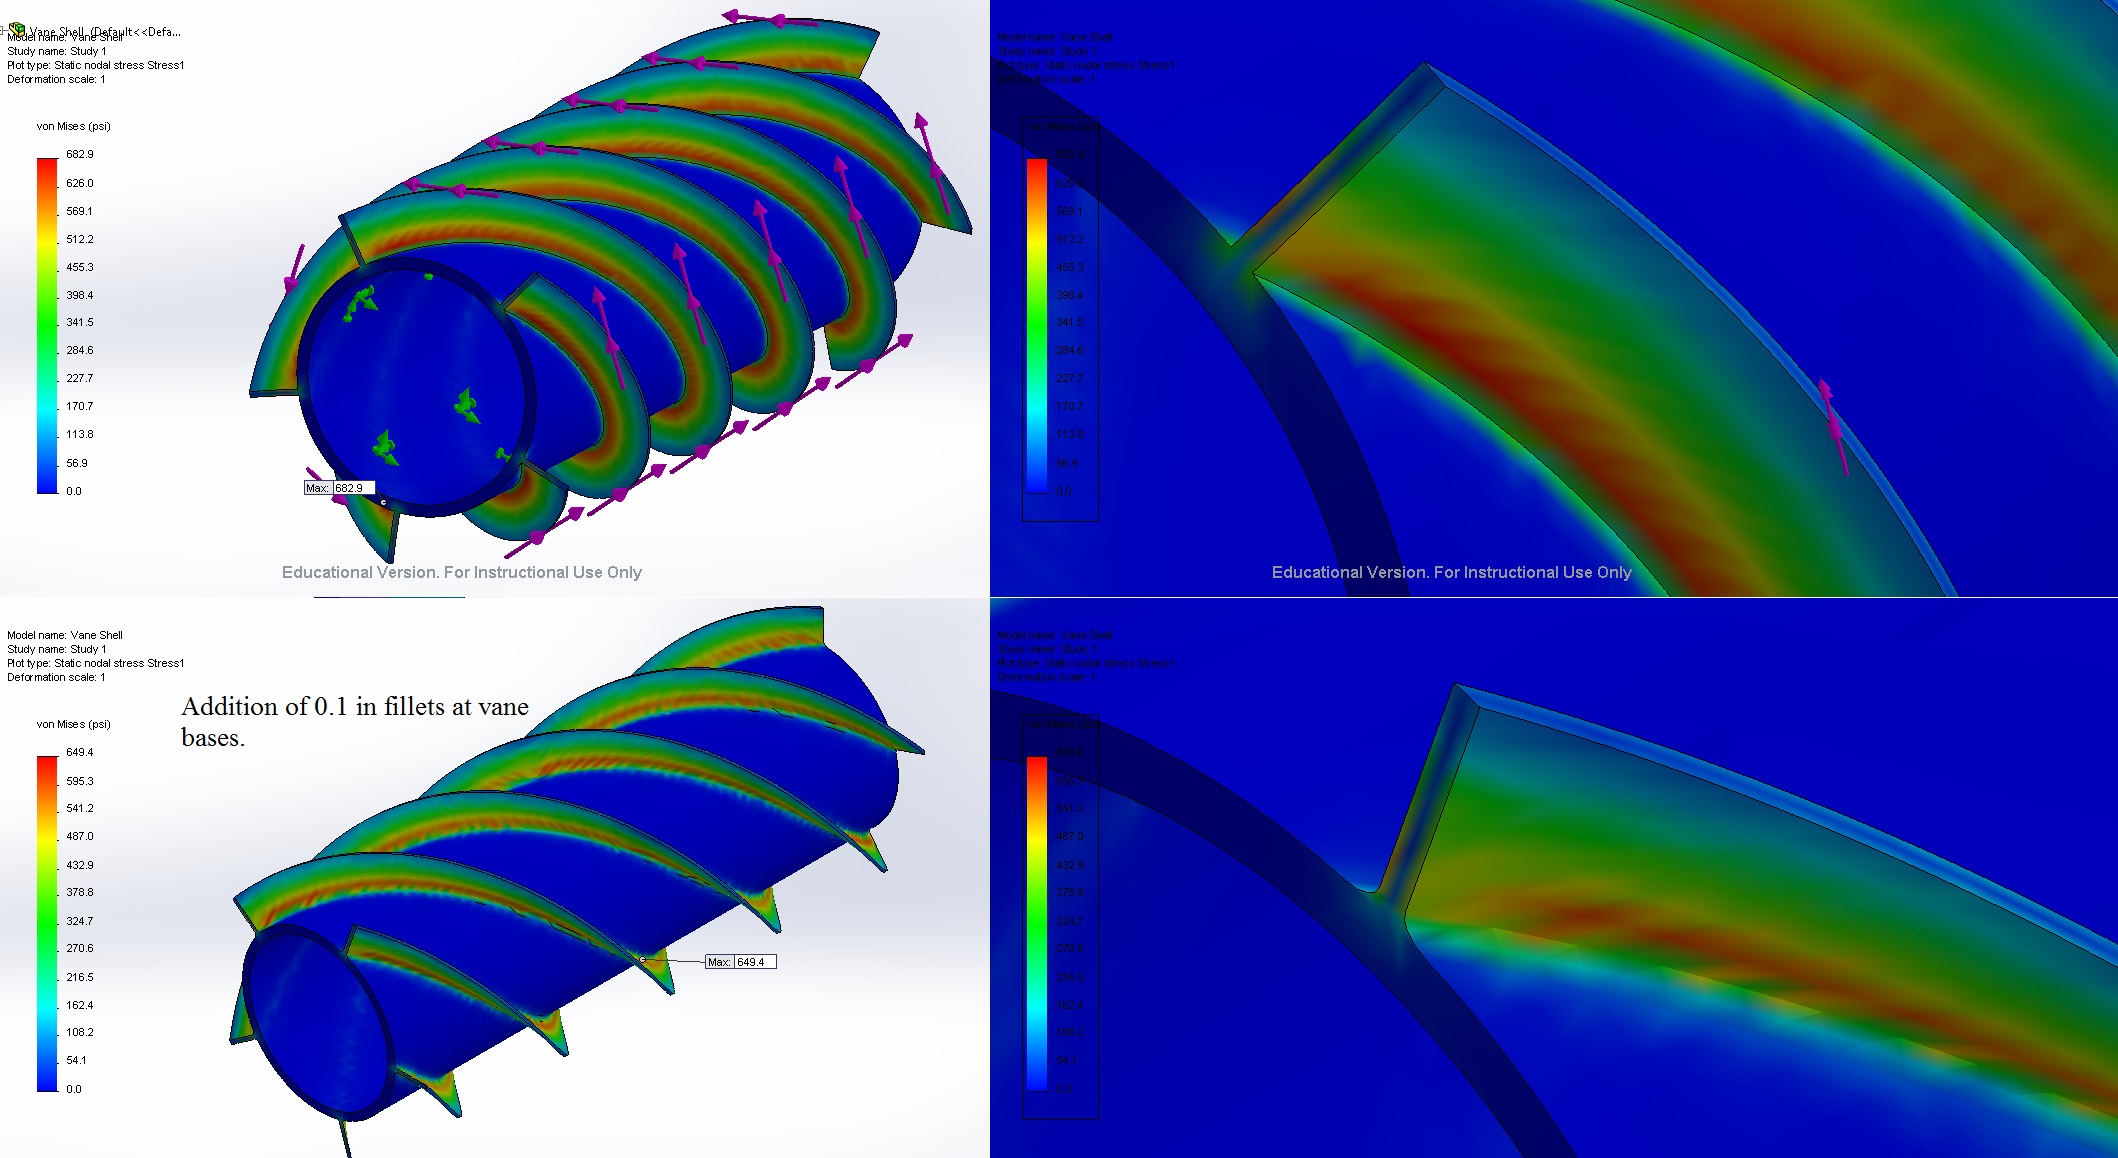 Vane Shell (Default<<Defa...
Model name: Vane Shell
Study name: Study 1
Plot type: Static nodal stress Stress1
Deformation scale: 1
von Mises (psi)
682.9
626.0
569.1
512.2
455.3
398.4
341.5
284.6
227.7
170.7
113.8
56.9
0.0
Max: 682.9
Educational Version. For Instructional Use Only
Model name: Vane Shell
Study name: Study 1
Plot type: Static nodal stress Stress1
Deformation scale: 1
von Mises (psi)
682.9
626.0
569.1
512.2
455.3
398.4
341.5
284.6
227.7
170.7
113.8
56.9
0.0
Educational Version. For Instructional Use Only
Model name: Vane Shell
Study name: Study 1
Plot type: Static nodal stress Stress1
Deformation scale: 1
Addition of 0.1 in fillets at vane
bases.
von Mises (psi)
649.4
595.3
541.2
487.0
432.9
378.8
324.7
270.6
216.5
162.4
108.2
54.1
0.0
Max: 649.4
Model name: Vane Shell
Study name: Study 1
Plot type: Static nodal stress Stress1
Deformation scale: 1
von Mises (psi)
649.4
595.3
541.2
487.0
432.9
378.8
324.7
270.6
216.5
162.4
108.2
54.1
0.0